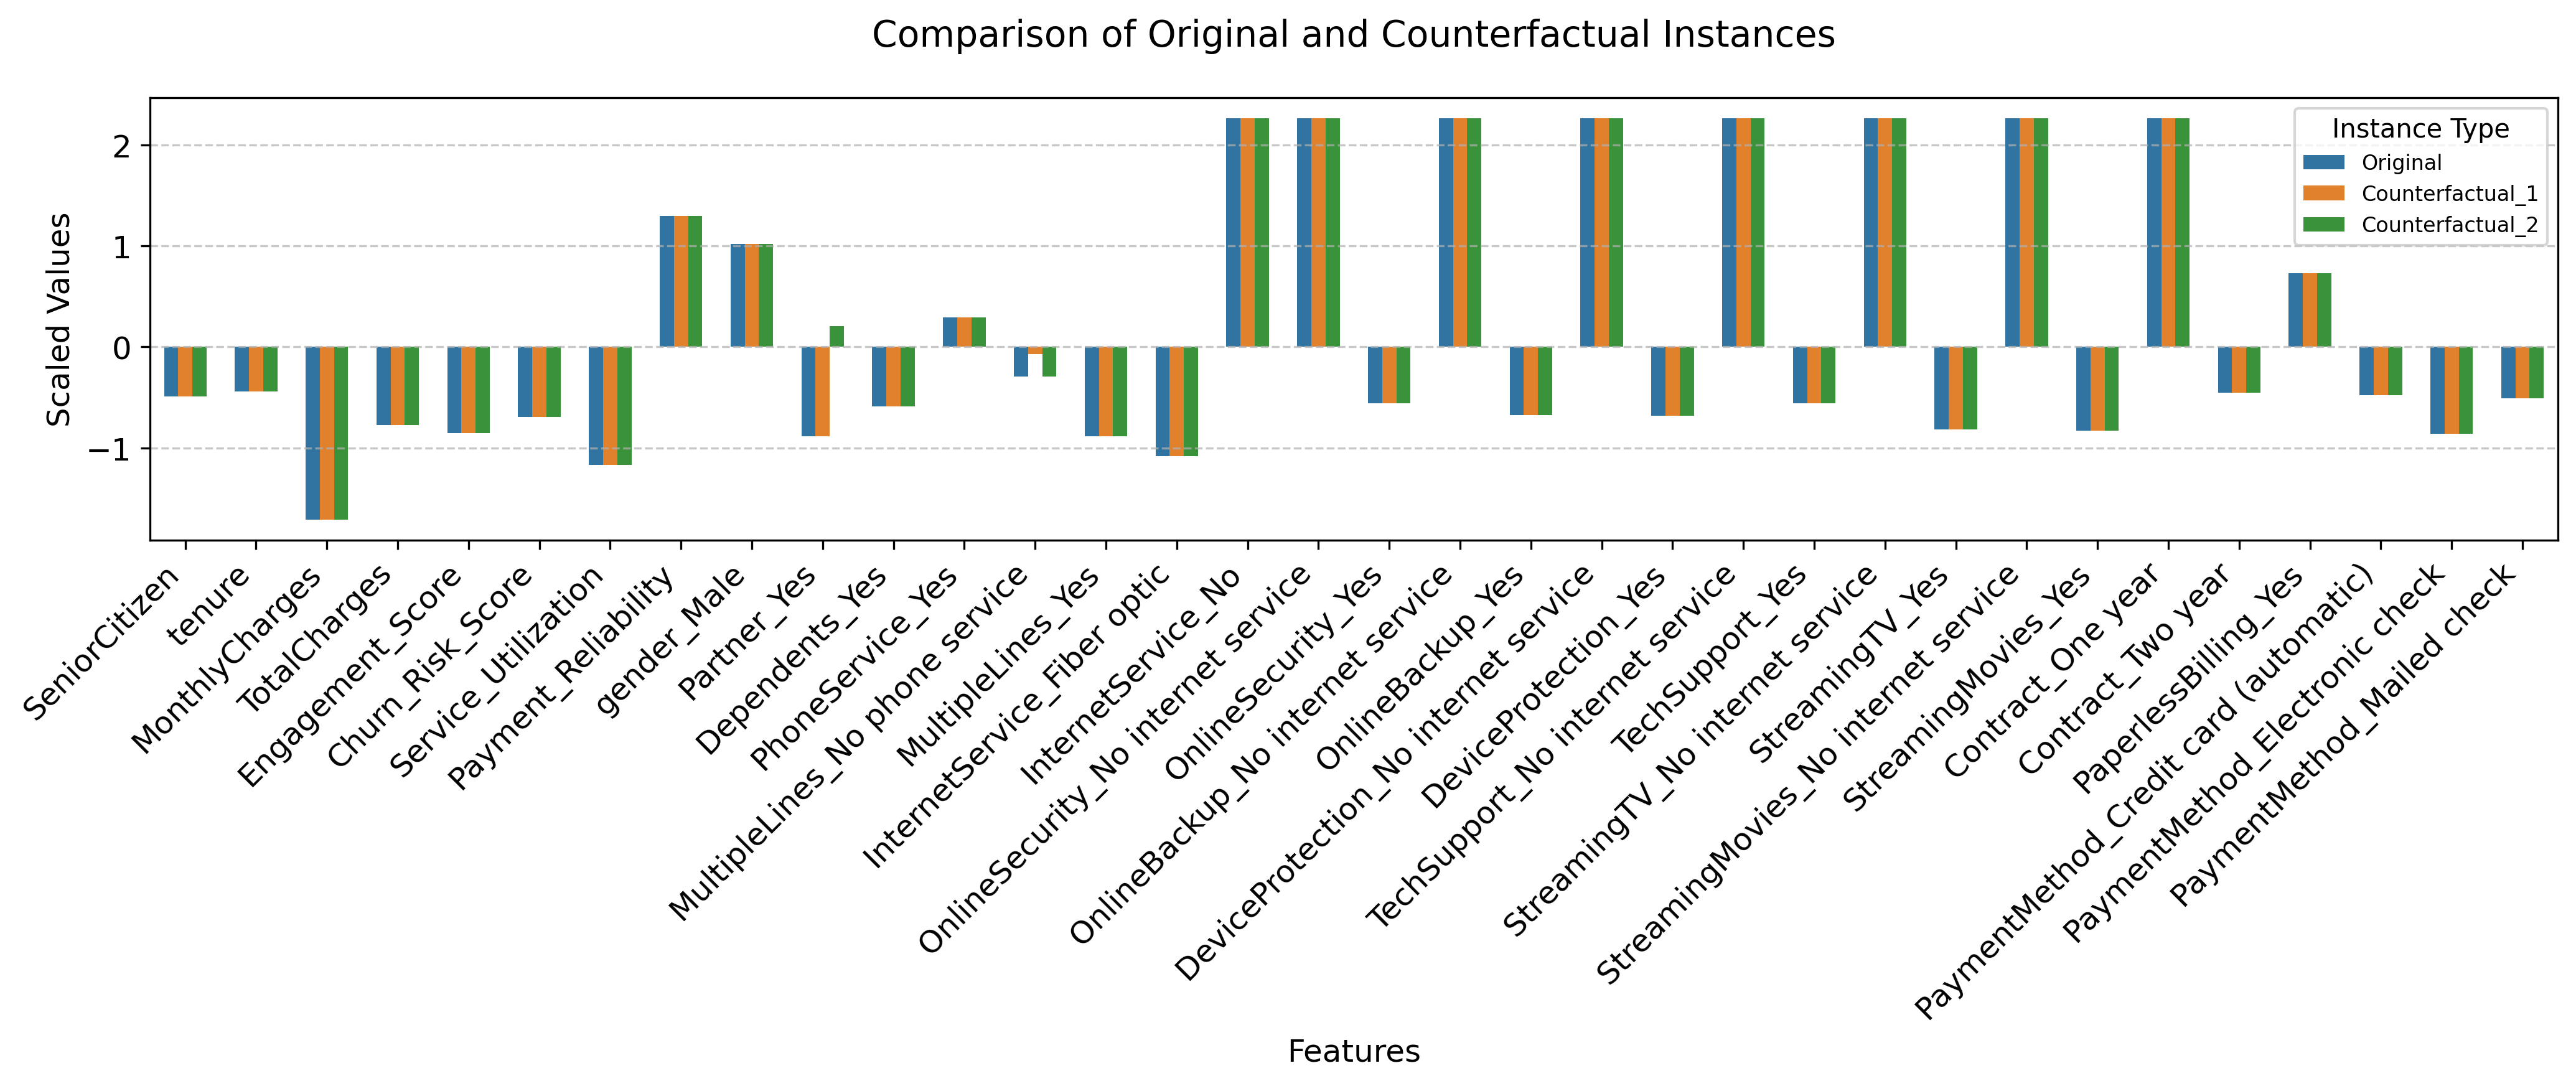 Comparison of Original and Counterfactual Instances
Scaled Values
2
1
0
−1
Instance Type
Original
Counterfactual_1
Counterfactual_2
SeniorCitizen
tenure
MonthlyCharges
TotalCharges
Engagement_Score
Churn_Risk_Score
Service_Utilization
Payment_Reliability
gender_Male
Partner_Yes
Dependents_Yes
PhoneService_Yes
MultipleLines_No phone service
MultipleLines_Yes
InternetService_Fiber optic
InternetService_No
OnlineSecurity_No internet service
OnlineSecurity_Yes
OnlineBackup_No internet service
OnlineBackup_Yes
DeviceProtection_No internet service
DeviceProtection_Yes
TechSupport_No internet service
TechSupport_Yes
StreamingTV_No internet service
StreamingTV_Yes
StreamingMovies_No internet service
StreamingMovies_Yes
Contract_One year
Contract_Two year
PaperlessBilling_Yes
PaymentMethod_Credit card (automatic)
PaymentMethod_Electronic check
PaymentMethod_Mailed check
Features